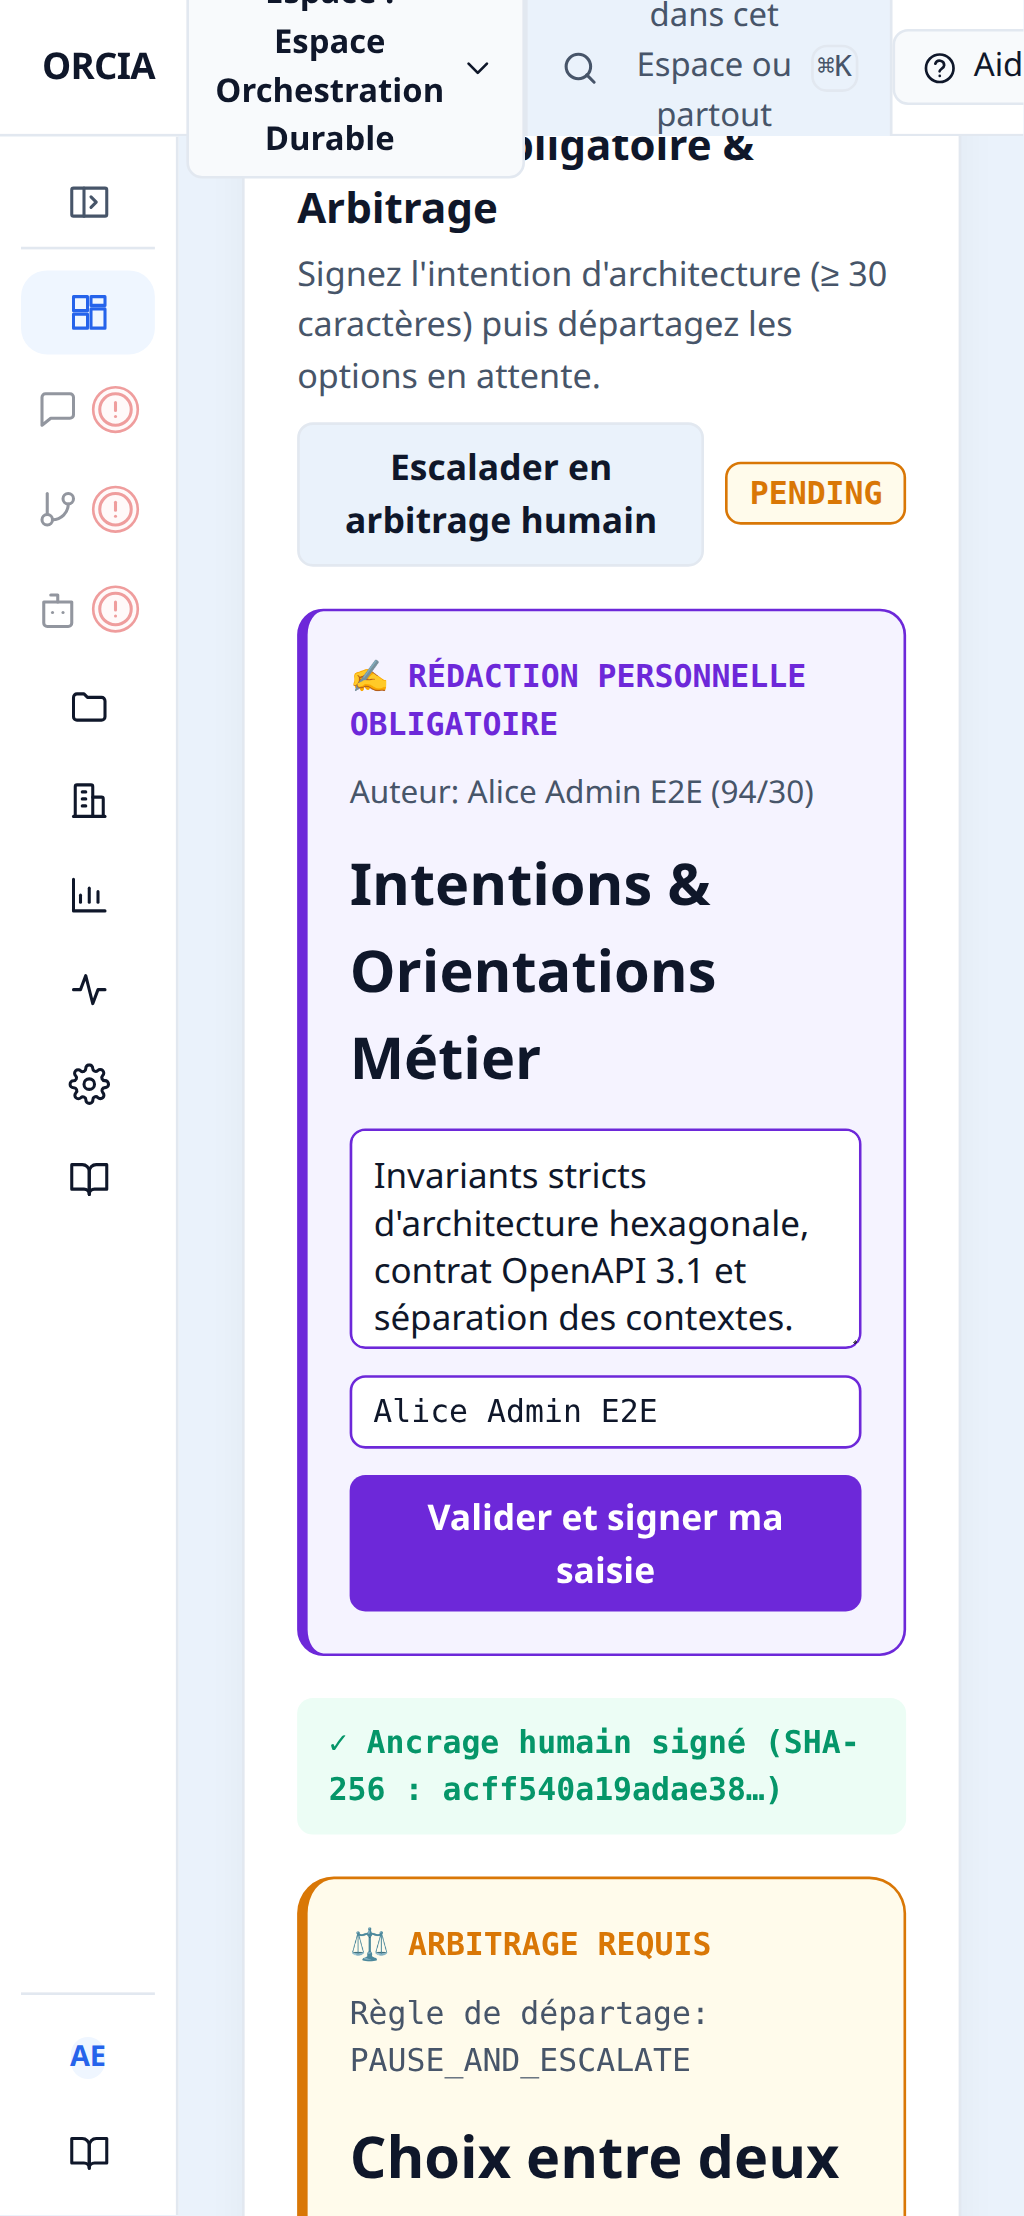 ORCIA
Espace :
Espace
Orchestration
Durable
dans cet
Espace ou
partout
⌘K
Aid
bligatoire &
Arbitrage
Signez l'intention d'architecture (≥ 30
caractères) puis départagez les
options en attente.
Escalader en
arbitrage humain
PENDING
✍️ RÉDACTION PERSONNELLE
OBLIGATOIRE
Auteur: Alice Admin E2E (94/30)
Intentions &
Orientations
Métier
Invariants stricts
d'architecture hexagonale,
contrat OpenAPI 3.1 et
séparation des contextes.
Alice Admin E2E
Valider et signer ma
saisie
✓ Ancrage humain signé (SHA-
256 : acff540a19adae38…)
⚖️ ARBITRAGE REQUIS
Règle de départage:
PAUSE_AND_ESCALATE
Choix entre deux
AE